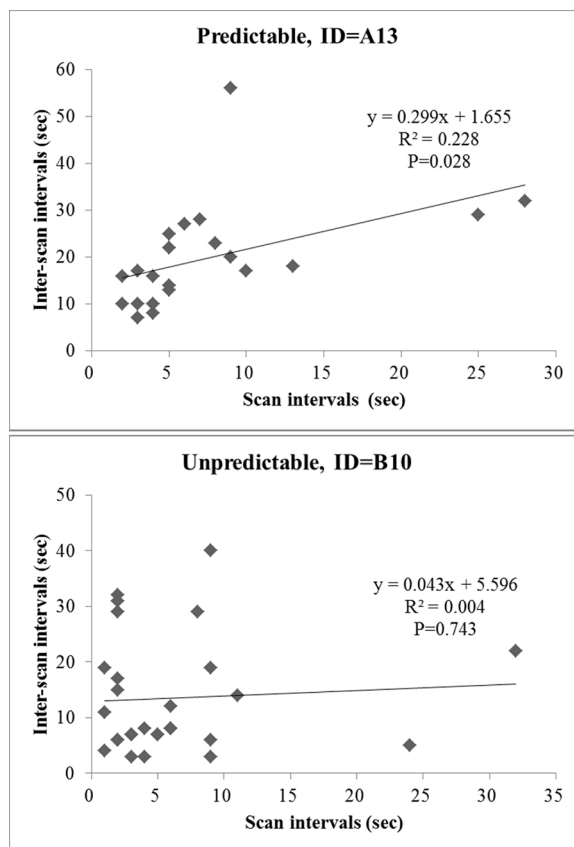 Predictable, ID=A13
60
50
40
30
20
10
0
y = 0.299x + 1.655
R² = 0.228
P=0.028
Inter-scan intervals (sec)
0 5 10 15 20 25 30
Scan intervals (sec)
Unpredictable, ID=B10
50
40
30
20
10
0
y = 0.043x + 5.596
R² = 0.004
P=0.743
Inter-scan intervals (sec)
0 5 10 15 20 25 30 35
Scan intervals (sec)